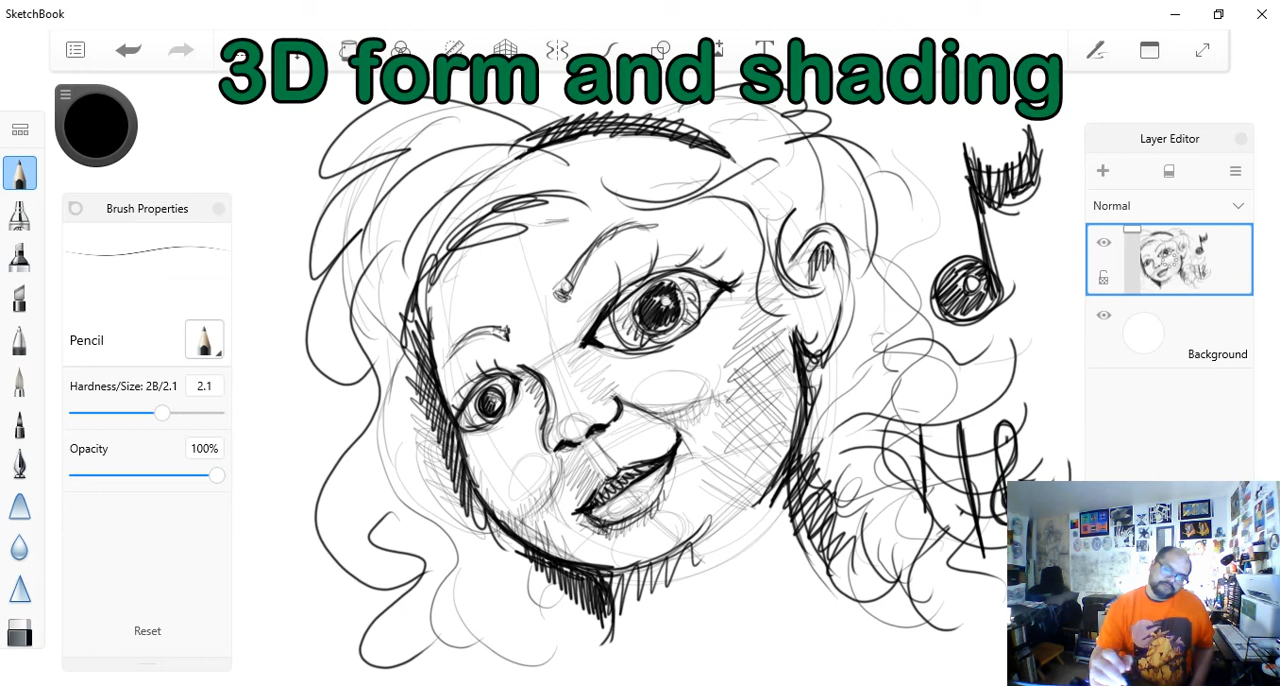 SketchBook
3D form and shading
Brush Properties
Pencil
Hardness/Size: 2B/2.1 2.1
Opacity 100%
Reset
Layer Editor
Normal
Background